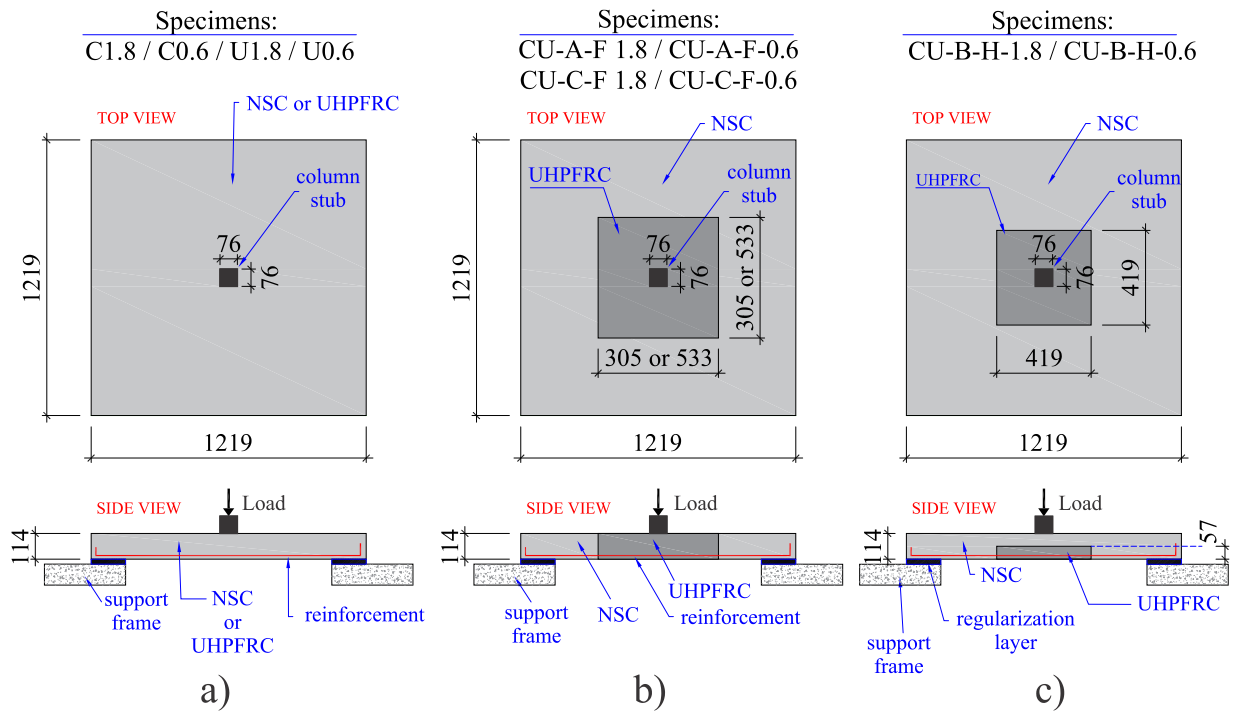 Specimens:
C1.8 / C0.6 / U1.8 / U0.6
TOP VIEW
NSC or UHPFRC
column
stub
76
76
1219
1219
SIDE VIEW
Load
114
support
frame
NSC
or
UHPFRC
reinforcement
a)
Specimens:
CU-A-F 1.8 / CU-A-F-0.6
CU-C-F 1.8 / CU-C-F-0.6
TOP VIEW
NSC
UHPFRC
column
stub
76
76
305 or 533
305 or 533
1219
1219
SIDE VIEW
Load
114
support
frame
NSC
UHPFRC
reinforcement
b)
Specimens:
CU-B-H-1.8 / CU-B-H-0.6
TOP VIEW
NSC
UHPFRC
column
stub
76
76
419
419
1219
SIDE VIEW
Load
114
57
NSC
UHPFRC
support
frame
regularization
layer
c)